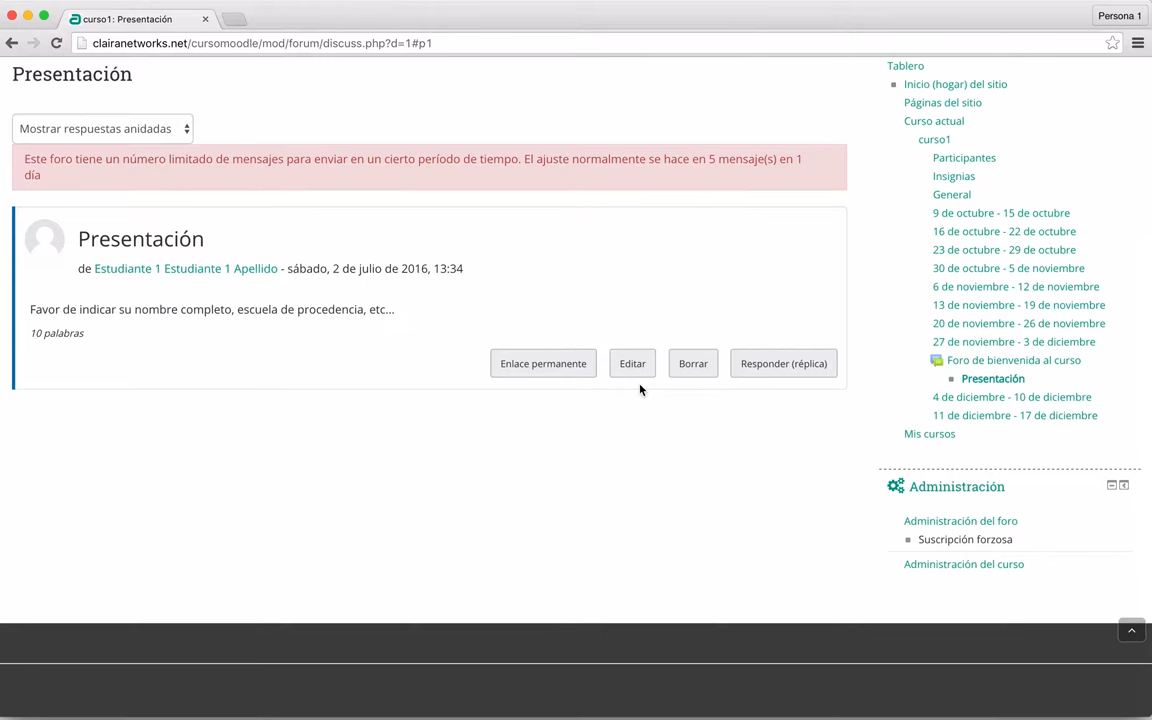 curso1: Presentación
Persona 1
clairanetworks.net/cursomoodle/mod/forum/discuss.php?d=1#p1
Presentación
Mostrar respuestas anidadas
Este foro tiene un número limitado de mensajes para enviar en un cierto período de tiempo. El ajuste normalmente se hace en 5 mensaje(s) en 1
día
Presentación
de Estudiante 1 Estudiante 1 Apellido - sábado, 2 de julio de 2016, 13:34
Favor de indicar su nombre completo, escuela de procedencia, etc...
10 palabras
Enlace permanente
Editar
Borrar
Responder (réplica)
Tablero
Inicio (hogar) del sitio
Páginas del sitio
Curso actual
curso1
Participantes
Insignias
General
9 de octubre - 15 de octubre
16 de octubre - 22 de octubre
23 de octubre - 29 de octubre
30 de octubre - 5 de noviembre
6 de noviembre - 12 de noviembre
13 de noviembre - 19 de noviembre
20 de noviembre - 26 de noviembre
27 de noviembre - 3 de diciembre
Foro de bienvenida al curso
Presentación
4 de diciembre - 10 de diciembre
11 de diciembre - 17 de diciembre
Mis cursos
Administración
Administración del foro
Suscripción forzosa
Administración del curso